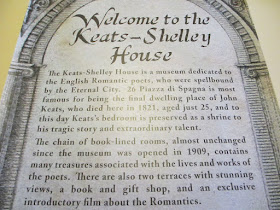 Welcome to the
Keats-Shelley
House
The Keats-Shelley House is a museum dedicated to
the English Romantic poets, who were spellbound
by the Eternal City. 26 Piazza di Spagna is most
famous for being the final dwelling place of John
Keats, who died here in 1821, aged just 25, and to
this day Keats's bedroom is preserved as a shrine to
his tragic story and extraordinary talent.
The chain of book-lined rooms, almost unchanged
since the museum was opened in 1909, contains
many treasures associated with the lives and works of
the poets. There are also two terraces with stunning
views, a book and gift shop, and an exclusive
introductory film about the Romantics.